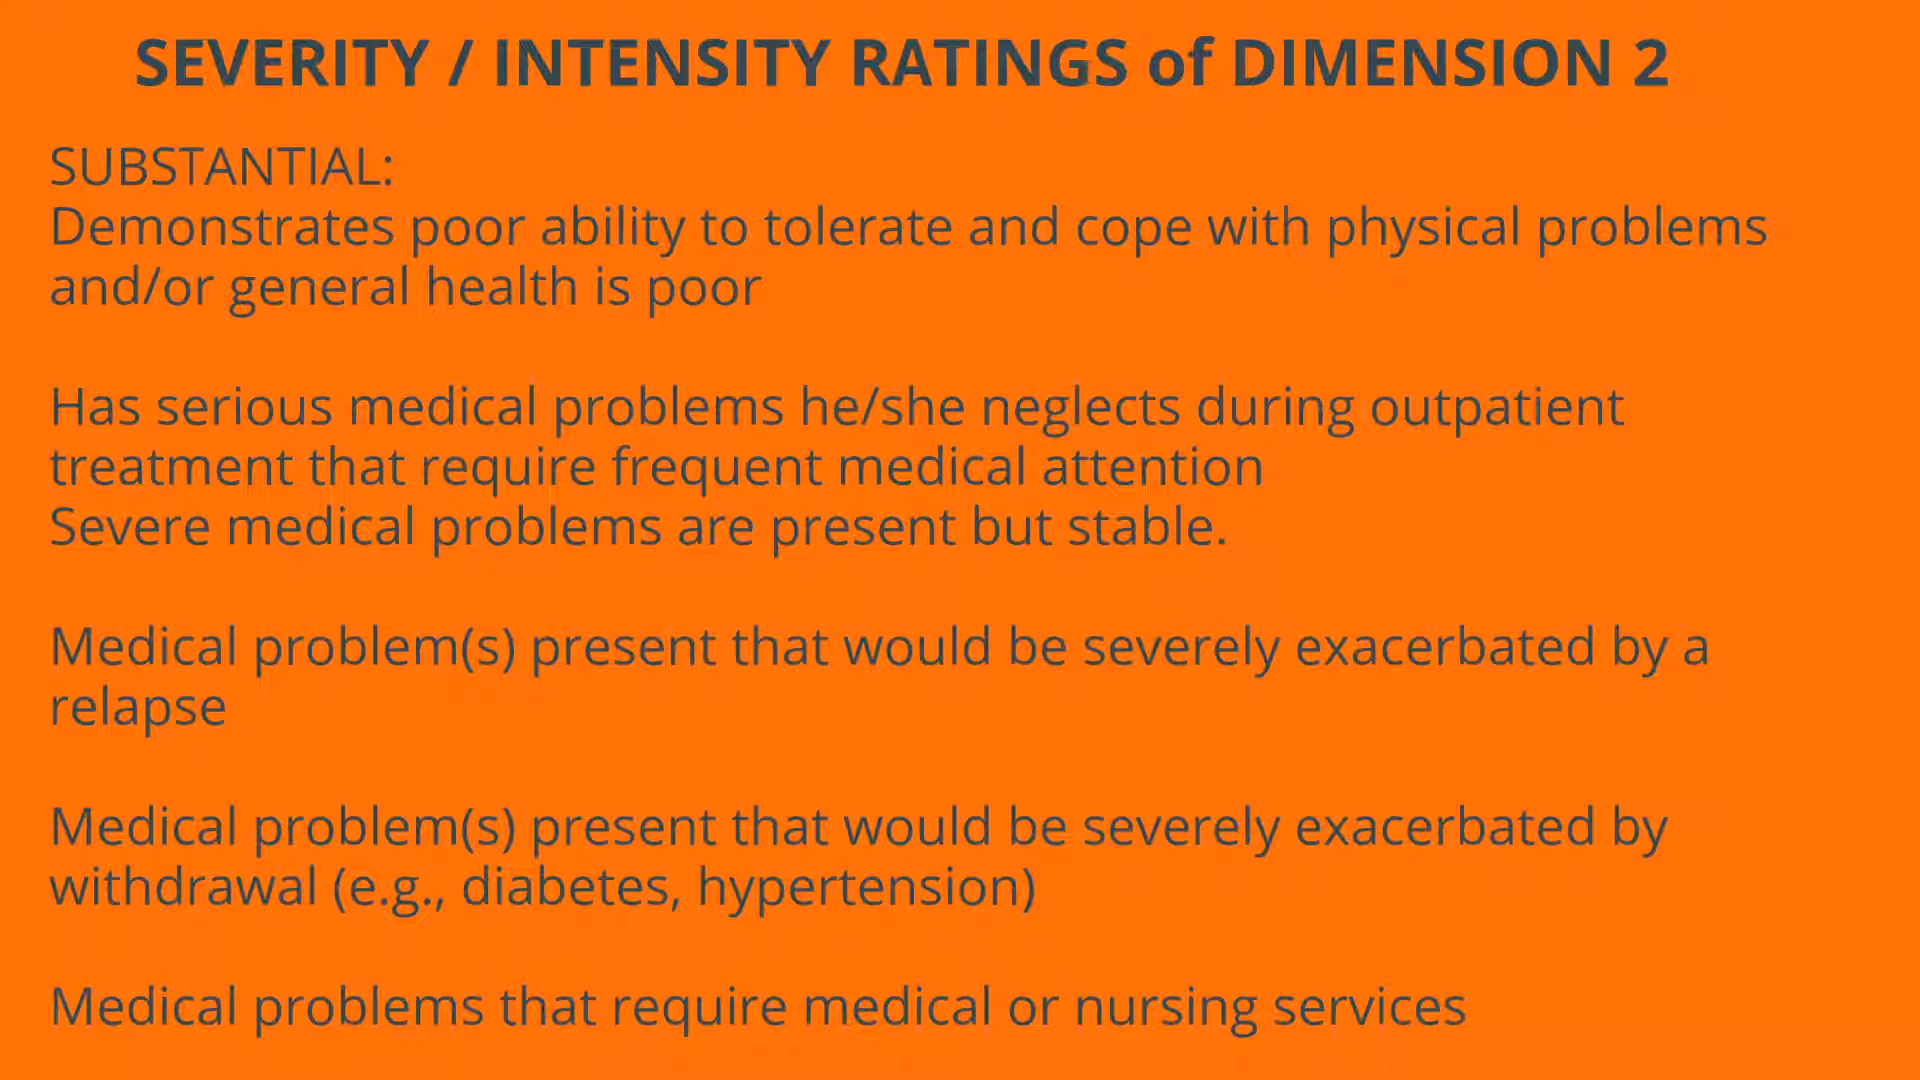 SEVERITY / INTENSITY RATINGS of DIMENSION 2
SUBSTANTIAL:
Demonstrates poor ability to tolerate and cope with physical problems
and/or general health is poor
Has serious medical problems he/she neglects during outpatient
treatment that require frequent medical attention
Severe medical problems are present but stable.
Medical problem(s) present that would be severely exacerbated by a
relapse
Medical problem(s) present that would be severely exacerbated by
withdrawal (e.g., diabetes, hypertension)
Medical problems that require medical or nursing services